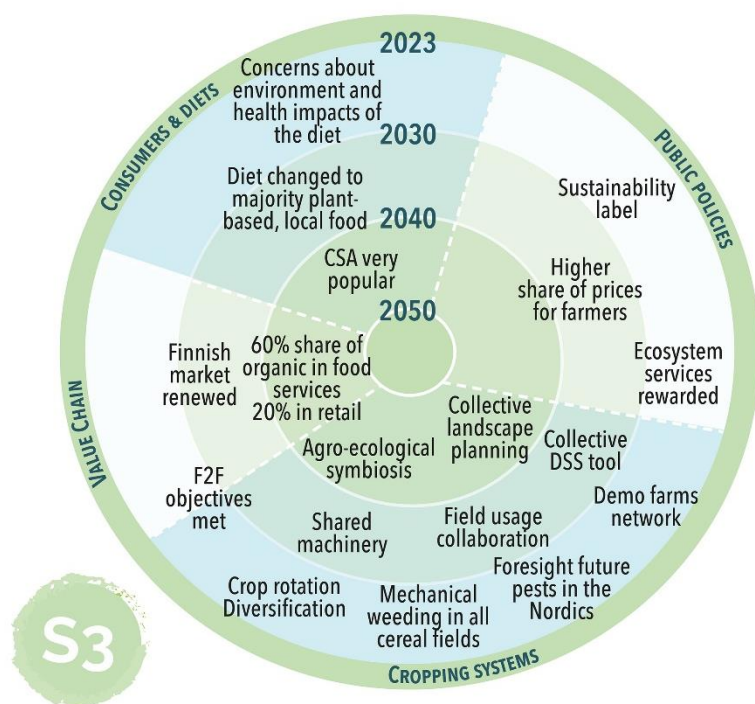 2023
2030
2040
2050
CONSUMERS & DIETS
Concerns about
environment and
health impacts of
the diet
Diet changed to
majority plant-
based, local food
CSA very
popular
PUBLIC POLICIES
Sustainability
label
Higher
share of prices
for farmers
Ecosystem
services
rewarded
VALUE CHAIN
Finnish
market
renewed
60% share of
organic in food
services
20% in retail
F2F
objectives
met
CROPPING SYSTEMS
Agro-ecological
symbiosis
Collective
landscape
planning
Collective
DSS tool
Demo farms
network
Shared
machinery
Field usage
collaboration
Foresight future
pests in the
Nordics
Crop rotation
Diversification
Mechanical
weeding in all
cereal fields
S3